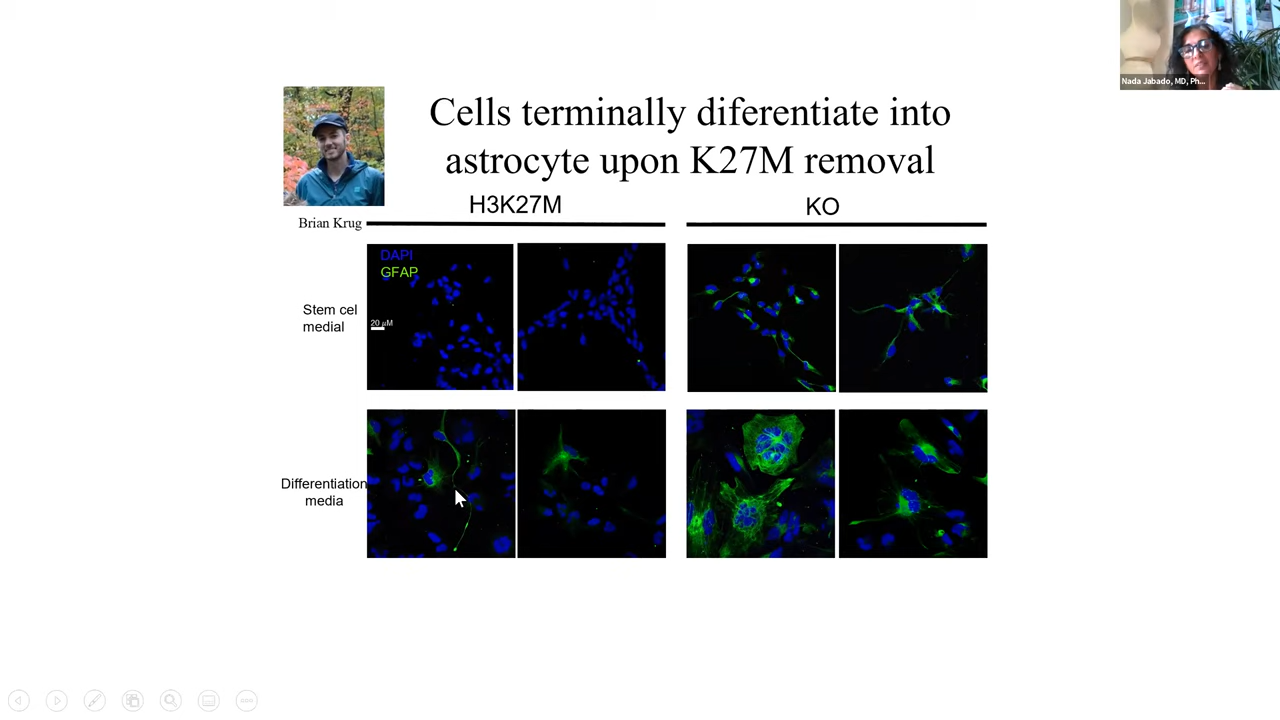 Nada Jabado, MD, Ph...
Cells terminally diferentiate into
astrocyte upon K27M removal
H3K27M
KO
Brian Krug
DAPI
GFAP
Stem cel
medial
20 µM
Differentiation
media